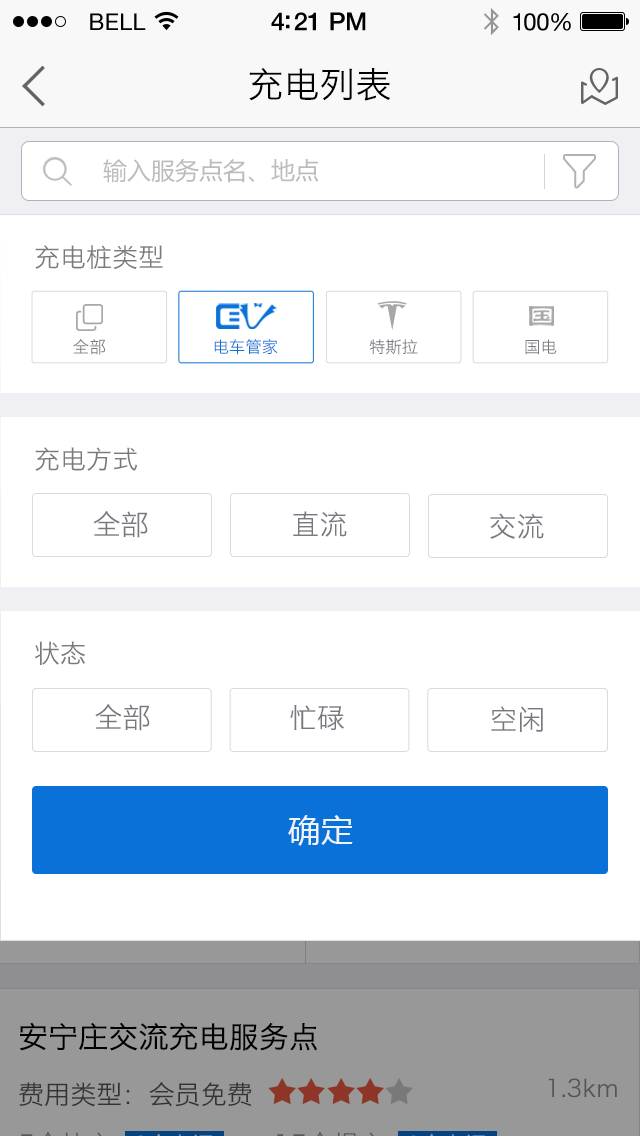 BELL 4:21 PM 100%
充电列表
输入服务点名、地点
充电桩类型
全部 电车管家 特斯拉 国电
充电方式
全部 直流 交流
状态
全部 忙碌 空闲
确定
安宁庄交流充电服务点
费用类型：会员免费 1.3km